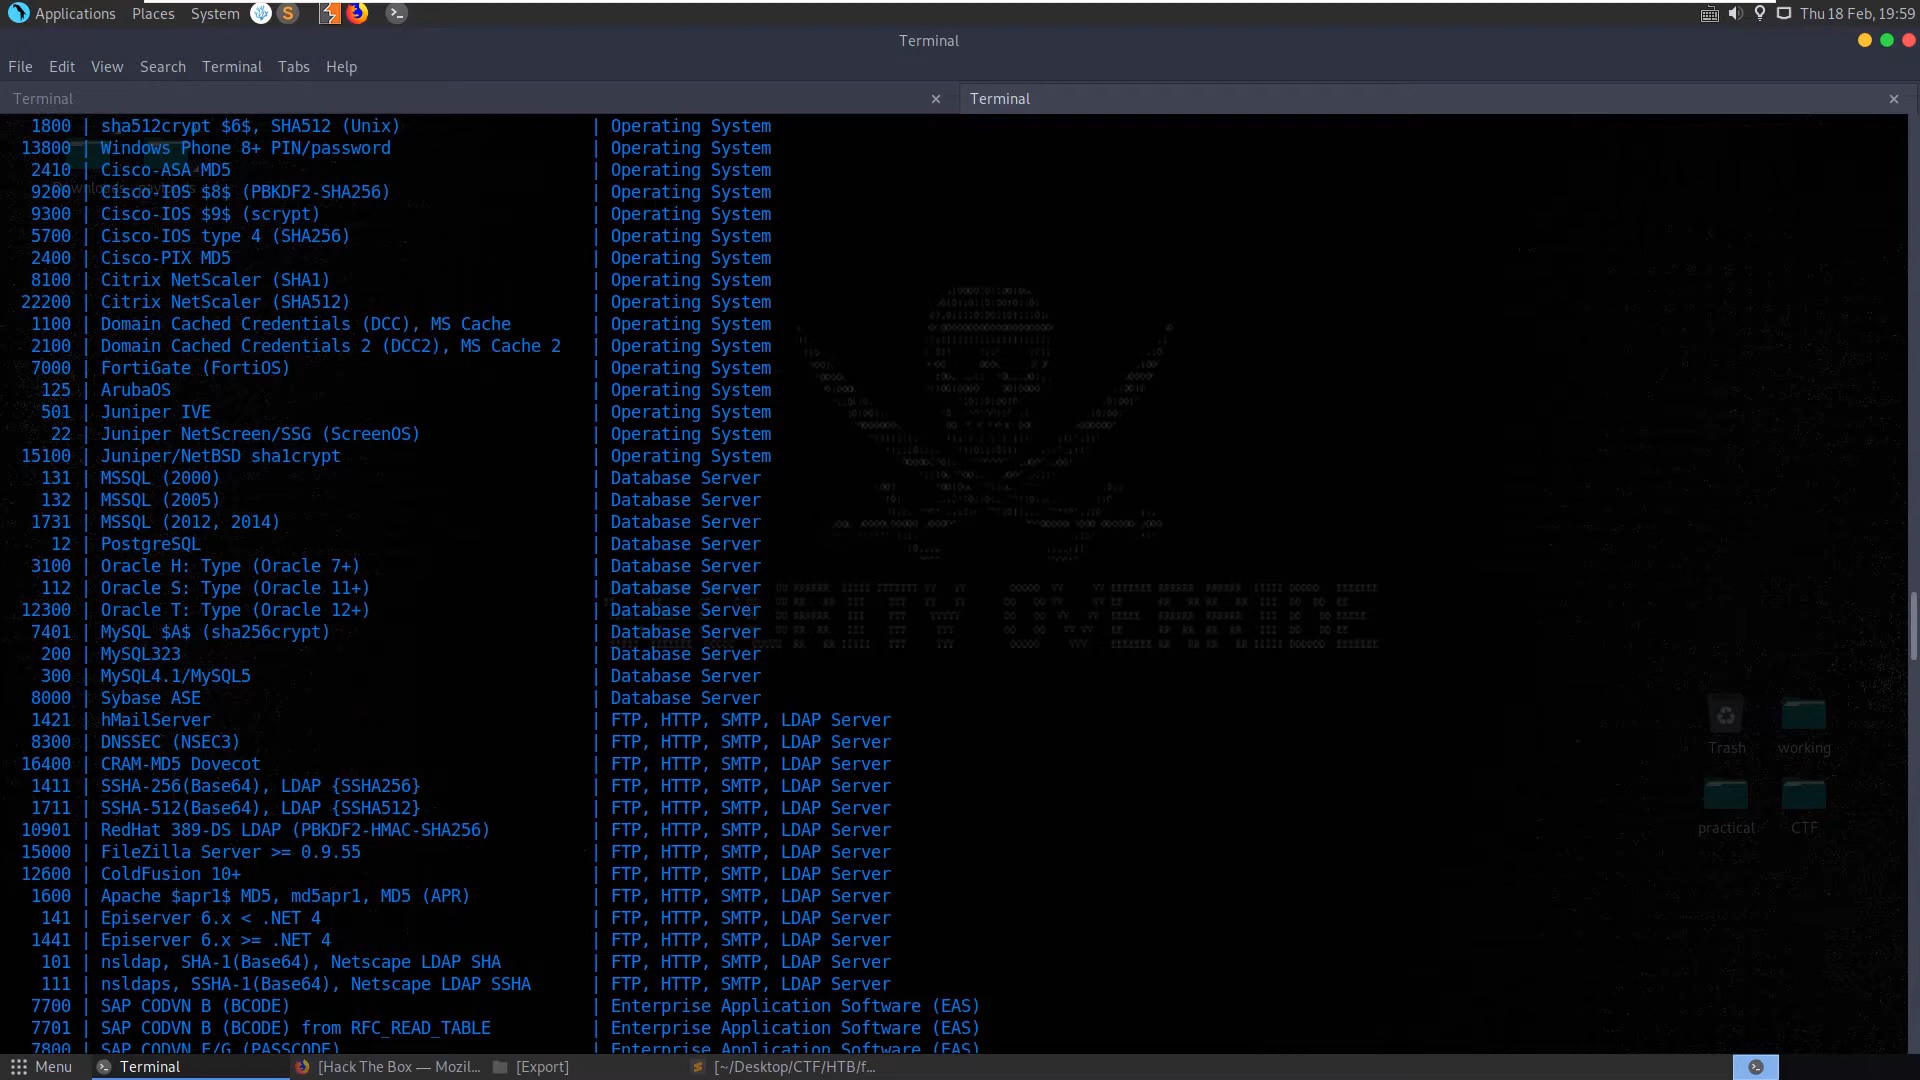 Applications Places System Thu 18 Feb, 19:59
Terminal
File Edit View Search Terminal Tabs Help
Terminal × Terminal ×
1800 | sha512crypt $6$, SHA512 (Unix) | Operating System
13800 | Windows Phone 8+ PIN/password | Operating System
2410 | Cisco-ASA MD5 | Operating System
9200 | Cisco-IOS $8$ (PBKDF2-SHA256) | Operating System
9300 | Cisco-IOS $9$ (scrypt) | Operating System
5700 | Cisco-IOS type 4 (SHA256) | Operating System
2400 | Cisco-PIX MD5 | Operating System
8100 | Citrix NetScaler (SHA1) | Operating System
22200 | Citrix NetScaler (SHA512) | Operating System
1100 | Domain Cached Credentials (DCC), MS Cache | Operating System
2100 | Domain Cached Credentials 2 (DCC2), MS Cache 2 | Operating System
7000 | FortiGate (FortiOS) | Operating System
125 | ArubaOS | Operating System
501 | Juniper IVE | Operating System
22 | Juniper NetScreen/SSG (ScreenOS) | Operating System
15100 | Juniper/NetBSD sha1crypt | Operating System
131 | MSSQL (2000) | Database Server
132 | MSSQL (2005) | Database Server
1731 | MSSQL (2012, 2014) | Database Server
12 | PostgreSQL | Database Server
3100 | Oracle H: Type (Oracle 7+) | Database Server
112 | Oracle S: Type (Oracle 11+) | Database Server
12300 | Oracle T: Type (Oracle 12+) | Database Server
7401 | MySQL $A$ (sha256crypt) | Database Server
200 | MySQL323 | Database Server
300 | MySQL4.1/MySQL5 | Database Server
8000 | Sybase ASE | Database Server
1421 | hMailServer | FTP, HTTP, SMTP, LDAP Server
8300 | DNSSEC (NSEC3) | FTP, HTTP, SMTP, LDAP Server
16400 | CRAM-MD5 Dovecot | FTP, HTTP, SMTP, LDAP Server
1411 | SSHA-256(Base64), LDAP {SSHA256} | FTP, HTTP, SMTP, LDAP Server
1711 | SSHA-512(Base64), LDAP {SSHA512} | FTP, HTTP, SMTP, LDAP Server
10901 | RedHat 389-DS LDAP (PBKDF2-HMAC-SHA256) | FTP, HTTP, SMTP, LDAP Server
15000 | FileZilla Server >= 0.9.55 | FTP, HTTP, SMTP, LDAP Server
12600 | ColdFusion 10+ | FTP, HTTP, SMTP, LDAP Server
1600 | Apache $apr1$ MD5, md5apr1, MD5 (APR) | FTP, HTTP, SMTP, LDAP Server
141 | Episerver 6.x < .NET 4 | FTP, HTTP, SMTP, LDAP Server
1441 | Episerver 6.x >= .NET 4 | FTP, HTTP, SMTP, LDAP Server
101 | nsldap, SHA-1(Base64), Netscape LDAP SHA | FTP, HTTP, SMTP, LDAP Server
111 | nsldaps, SSHA-1(Base64), Netscape LDAP SSHA | FTP, HTTP, SMTP, LDAP Server
7700 | SAP CODVN B (BCODE) | Enterprise Application Software (EAS)
7701 | SAP CODVN B (BCODE) from RFC_READ_TABLE | Enterprise Application Software (EAS)
7800 | SAP CODVN F/G (PASSCODE) | Enterprise Application Software (EAS)
Trash working
practical CTF
Menu Terminal [Hack The Box — Mozil... [Export] [~/Desktop/CTF/HTB/f...